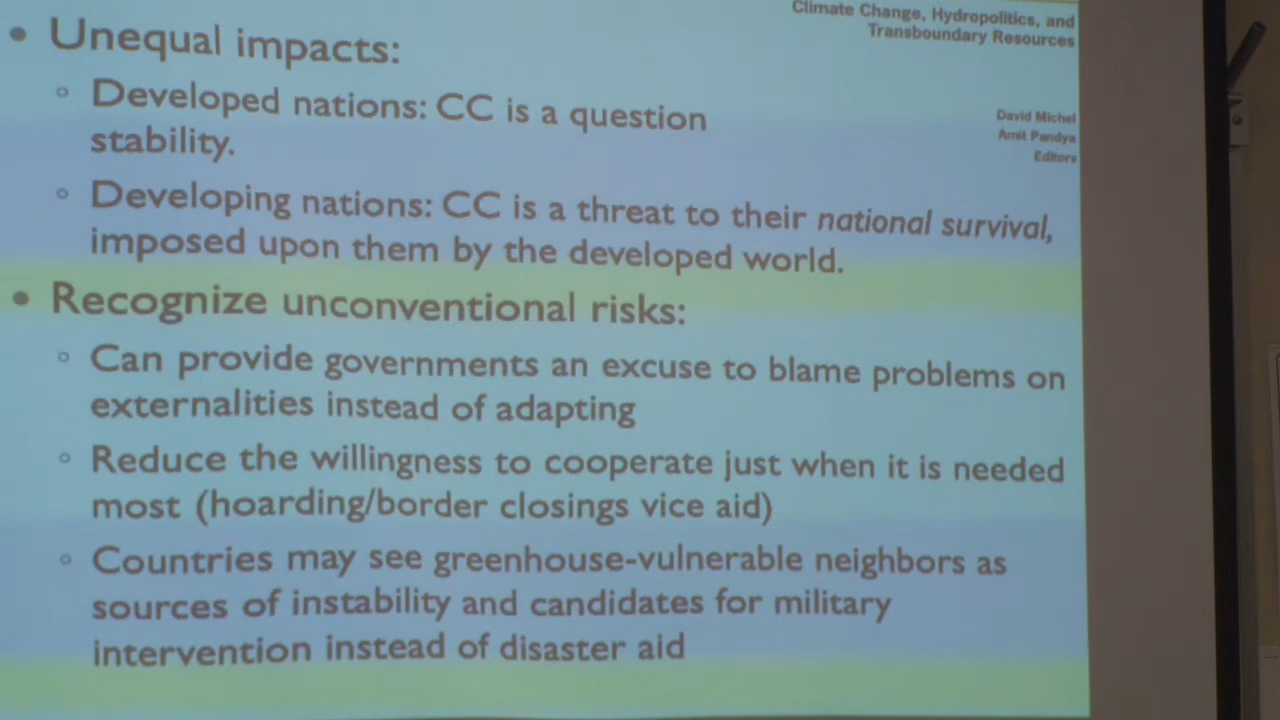 Climate Change, Hydropolitics, and
Transboundary Resources
David Michel
Amit Pandya
Editors
• Unequal impacts:
◦ Developed nations: CC is a question
stability.
◦ Developing nations: CC is a threat to their national survival,
imposed upon them by the developed world.
• Recognize unconventional risks:
◦ Can provide governments an excuse to blame problems on
externalities instead of adapting
◦ Reduce the willingness to cooperate just when it is needed
most (hoarding/border closings vice aid)
◦ Countries may see greenhouse-vulnerable neighbors as
sources of instability and candidates for military
intervention instead of disaster aid